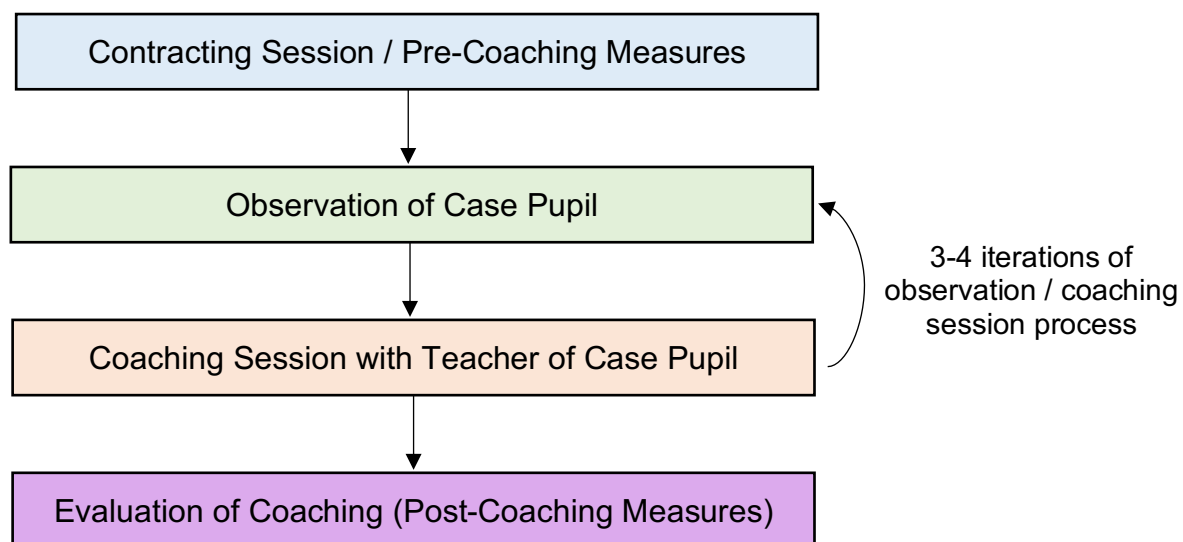 Contracting Session / Pre-Coaching Measures
Observation of Case Pupil
3-4 iterations of
observation / coaching
session process
Coaching Session with Teacher of Case Pupil
Evaluation of Coaching (Post-Coaching Measures)